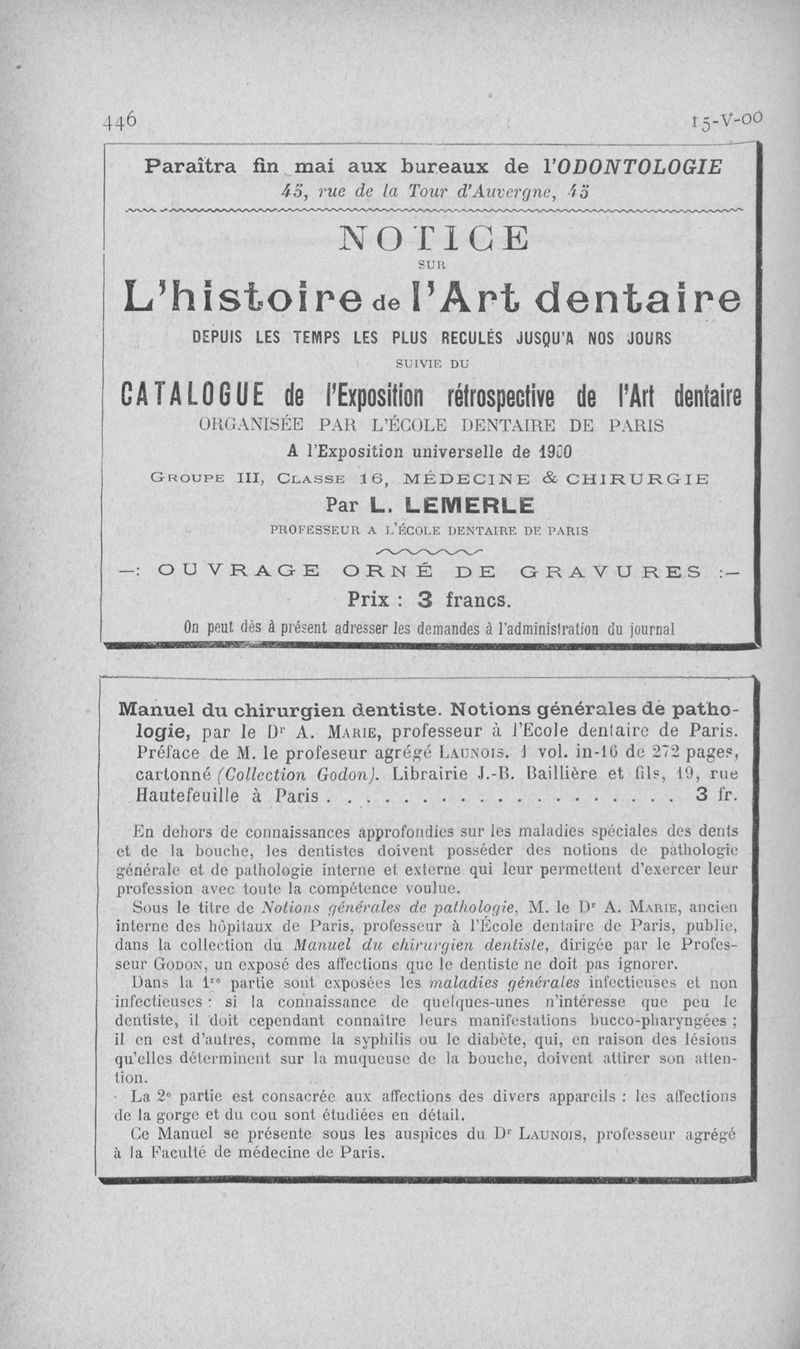 446
15-V-00
Paraîtra fin mai aux bureaux de l'ODONTOLOGIE
45, rue de la Tour d'Auvergne, 45
NOTICE
SUR
L'histoire de l'Art dentaire
DEPUIS LES TEMPS LES PLUS RECULÉS JUSQU'A NOS JOURS
SUIVIE DU
CATALOGUE de l'Exposition rétrospective de l'Art dentaire
ORGANISÉE PAR L'ÉCOLE DENTAIRE DE PARIS
A l'Exposition universelle de 1900
GROUPE III, CLASSE 16, MÉDECINE & CHIRURGIE
Par L. LEMERLE
PROFESSEUR A L'ÉCOLE DENTAIRE DE PARIS
—: OUVRAGE ORNÉ DE GRAVURES :—
Prix : 3 francs.
On peut dès à présent adresser les demandes à l'administration du journal
Manuel du chirurgien dentiste. Notions générales de patho-
logie, par le Dr A. MARIE, professeur à l'Ecole dentaire de Paris.
Préface de M. le profeseur agrégé LAUNOIS. 1 vol. in-16 de 272 pages,
cartonné (Collection Godon). Librairie J.-B. Baillière et fils, 19, rue
Hautefeuille à Paris . . . . . . . . . . . . . . . . . . . 3 fr.
En dehors de connaissances approfondies sur les maladies spéciales des dents
et de la bouche, les dentistes doivent posséder des notions de pathologie
générale et de pathologie interne et externe qui leur permettent d'exercer leur
profession avec toute la compétence voulue.
Sous le titre de Notions générales de pathologie, M. le Dr A. MARIE, ancien
interne des hôpitaux de Paris, professeur à l'École dentaire de Paris, publie,
dans la collection du Manuel du chirurgien dentiste, dirigée par le Profes-
seur GODON, un exposé des affections que le dentiste ne doit pas ignorer.
Dans la 1re partie sont exposées les maladies générales infectieuses et non
infectieuses : si la connaissance de quelques-unes n'intéresse que peu le
dentiste, il doit cependant connaître leurs manifestations bucco-pharyngées ;
il en est d'autres, comme la syphilis ou le diabète, qui, en raison des lésions
qu'elles déterminent sur la muqueuse de la bouche, doivent attirer son atten-
tion.
La 2e partie est consacrée aux affections des divers appareils : les affections
de la gorge et du cou sont étudiées en détail.
Ce Manuel se présente sous les auspices du Dr LAUNOIS, professeur agrégé
à la Faculté de médecine de Paris.